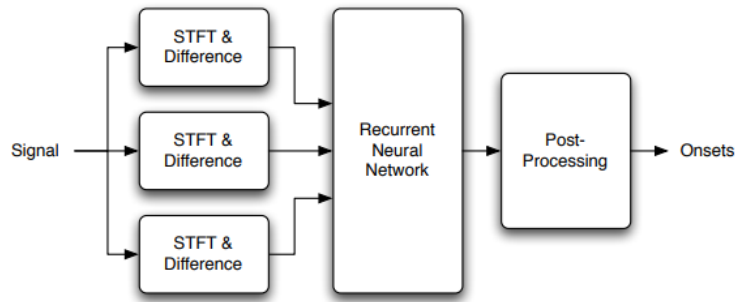 STFT &
Difference
Signal
STFT &
Difference
STFT &
Difference
Recurrent
Neural
Network
Post-
Processing
Onsets